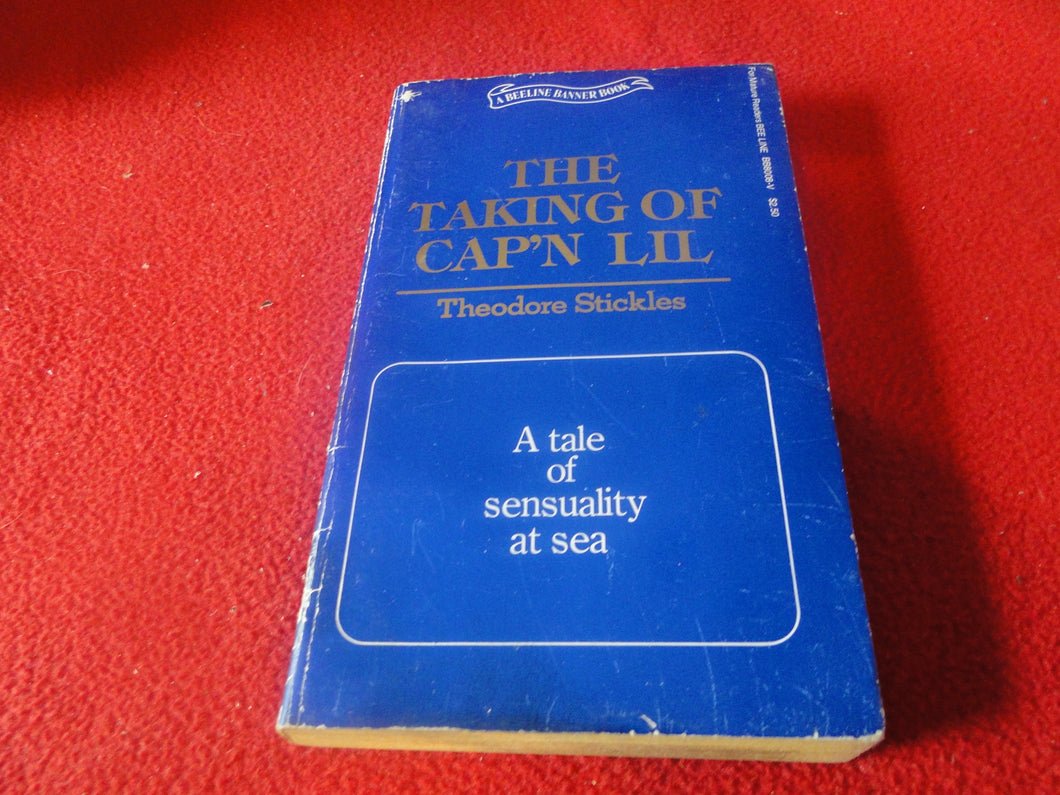 A BEELINE BANNER BOOK
For Mature Readers BEE LINE BB8008-V $2.50
THE
TAKING OF
CAP'N LIL
Theodore Stickles
A tale
of
sensuality
at sea